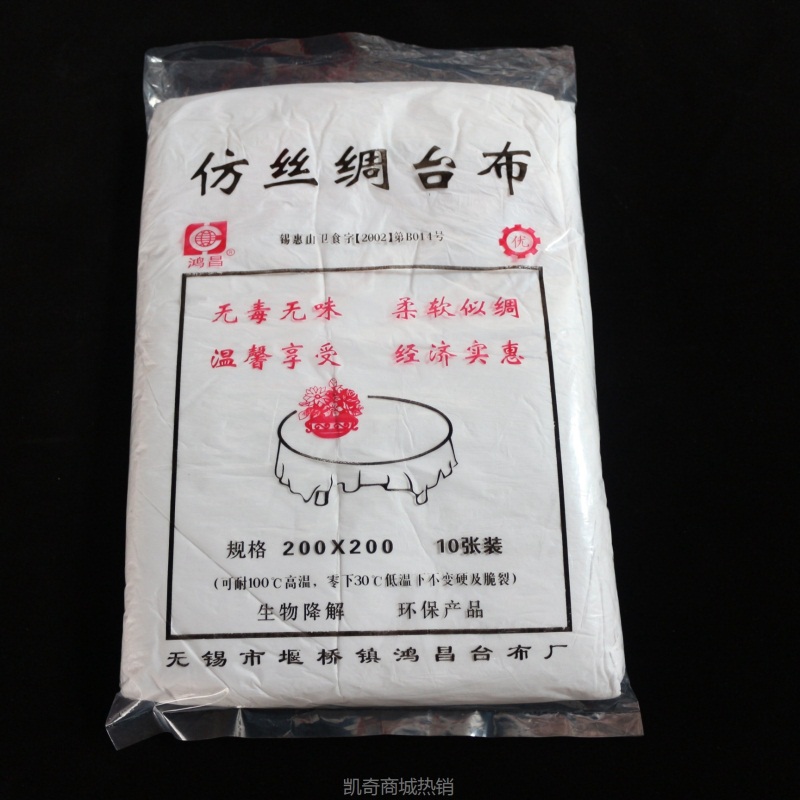 仿丝绸台布
锡惠山卫食字【2002】第B014号
鸿昌®
优
无毒无味 柔软似绸
温馨享受 经济实惠
规格 200X200 10张装
(可耐100℃高温，零下30℃低温下不变硬及脆裂)
生物降解 环保产品
无锡市堰桥镇鸿昌台布厂
凯奇商城热销